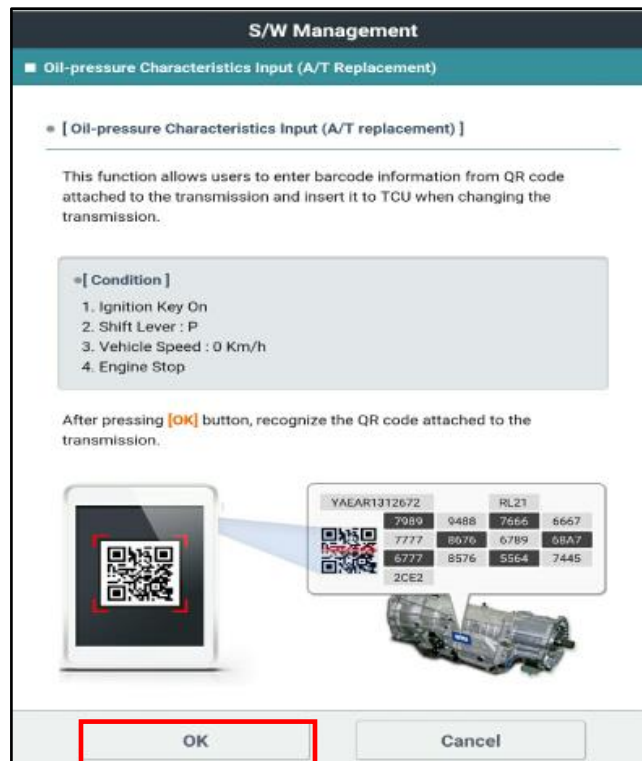 S/W Management
Oil-pressure Characteristics Input (A/T Replacement)
[ Oil-pressure Characteristics Input (A/T replacement) ]
This function allows users to enter barcode information from QR code
attached to the transmission and insert it to TCU when changing the
transmission.
[ Condition ]
1. Ignition Key On
2. Shift Lever : P
3. Vehicle Speed : 0 Km/h
4. Engine Stop
After pressing [OK] button, recognize the QR code attached to the
transmission.
YAEAR1312672 RL21
7989 9488 7666 6667
7777 8676 6789 68A7
6777 8576 5564 7445
2CE2
OK Cancel